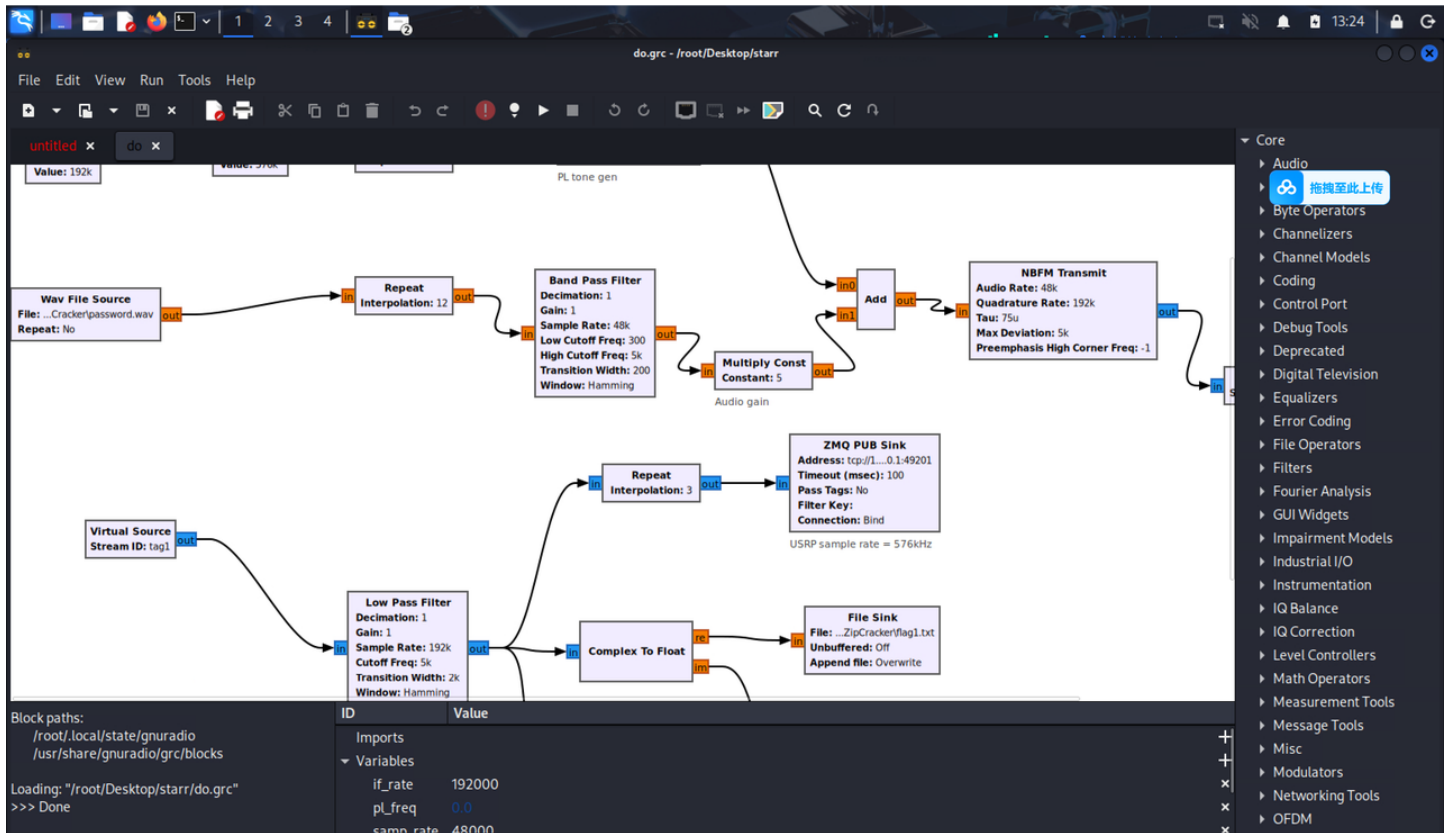 1 2 3 4 2 13:24
do.grc - /root/Desktop/starr
File Edit View Run Tools Help
untitled × do ×
Value: 192k
Value: 576k
PL tone gen
Wav File Source
File: ...Cracker\password.wav
Repeat: No
out
in
Repeat
Interpolation: 12
out
in
Band Pass Filter
Decimation: 1
Gain: 1
Sample Rate: 48k
Low Cutoff Freq: 300
High Cutoff Freq: 5k
Transition Width: 200
Window: Hamming
out
in
Multiply Const
Constant: 5
out
Audio gain
in0
in1
Add
out
in
NBFM Transmit
Audio Rate: 48k
Quadrature Rate: 192k
Tau: 75u
Max Deviation: 5k
Preemphasis High Corner Freq: -1
out
in
Virtual Source
Stream ID: tag1
out
in
Repeat
Interpolation: 3
out
in
ZMQ PUB Sink
Address: tcp://1....0.1:49201
Timeout (msec): 100
Pass Tags: No
Filter Key:
Connection: Bind
USRP sample rate = 576kHz
in
Low Pass Filter
Decimation: 1
Gain: 1
Sample Rate: 192k
Cutoff Freq: 5k
Transition Width: 2k
Window: Hamming
out
in
Complex To Float
re
im
in
File Sink
File: ...ZipCracker\flag1.txt
Unbuffered: Off
Append file: Overwrite
Core
Audio
拖拽至此上传
Byte Operators
Channelizers
Channel Models
Coding
Control Port
Debug Tools
Deprecated
Digital Television
Equalizers
Error Coding
File Operators
Filters
Fourier Analysis
GUI Widgets
Impairment Models
Industrial I/O
Instrumentation
IQ Balance
IQ Correction
Level Controllers
Math Operators
Measurement Tools
Message Tools
Misc
Modulators
Networking Tools
OFDM
Block paths:
/root/.local/state/gnuradio
/usr/share/gnuradio/grc/blocks
Loading: "/root/Desktop/starr/do.grc"
>>> Done
ID Value
Imports
Variables
if_rate 192000
pl_freq 0.0
samp_rate 48000